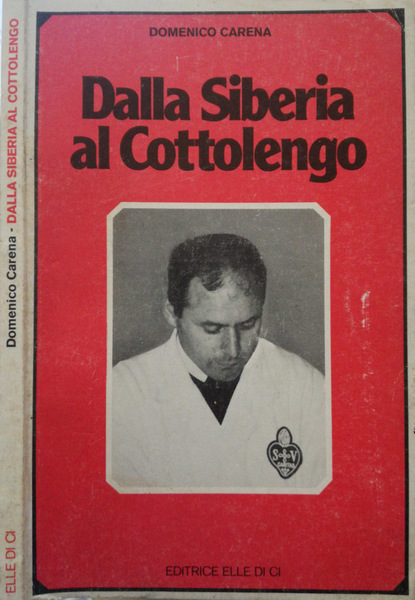 DOMENICO CARENA
Dalla Siberia
al Cottolengo
EDITRICE ELLE DI CI
Domenico Carena - DALLA SIBERIA AL COTTOLENGO
ELLE DI CI
CARITAS